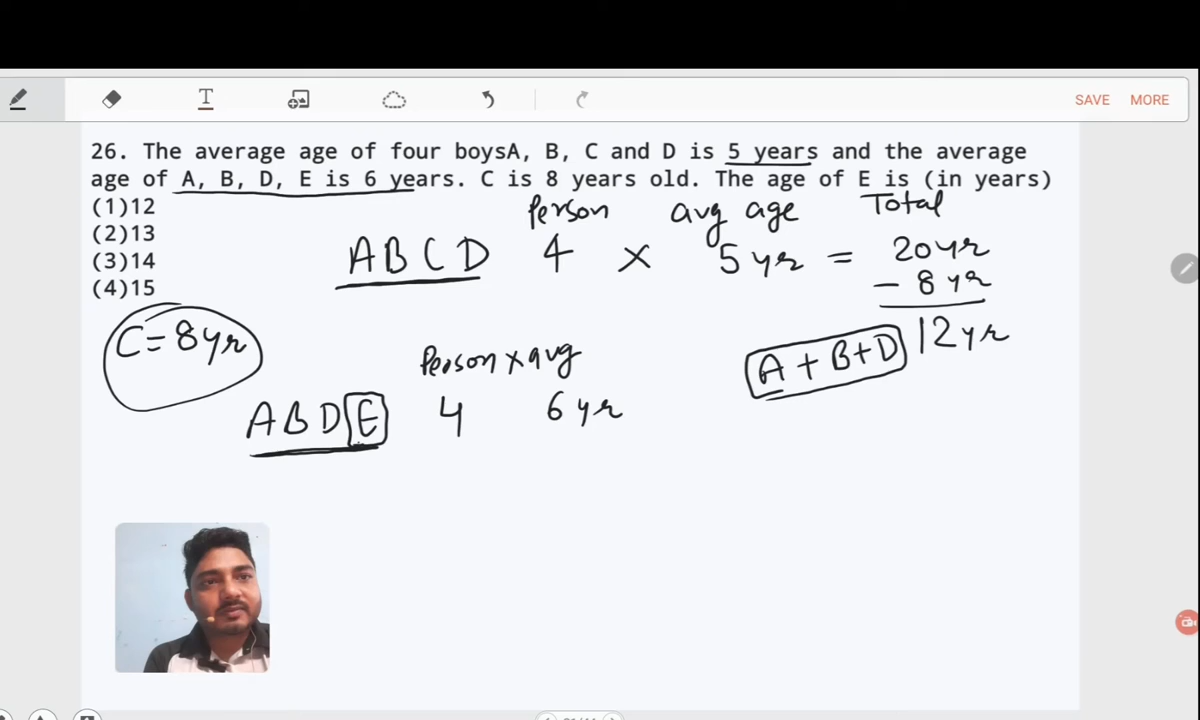 T
SAVE MORE
26. The average age of four boysA, B, C and D is 5 years and the average
age of A, B, D, E is 6 years. C is 8 years old. The age of E is (in years)
(1)12
(2)13
(3)14
(4)15
Person avg age Total
A B C D 4 × 5 yr = 20 yr
- 8 yr
12 yr
C = 8 yr
A + B + D
Person × avg
A B D E 4 6 yr